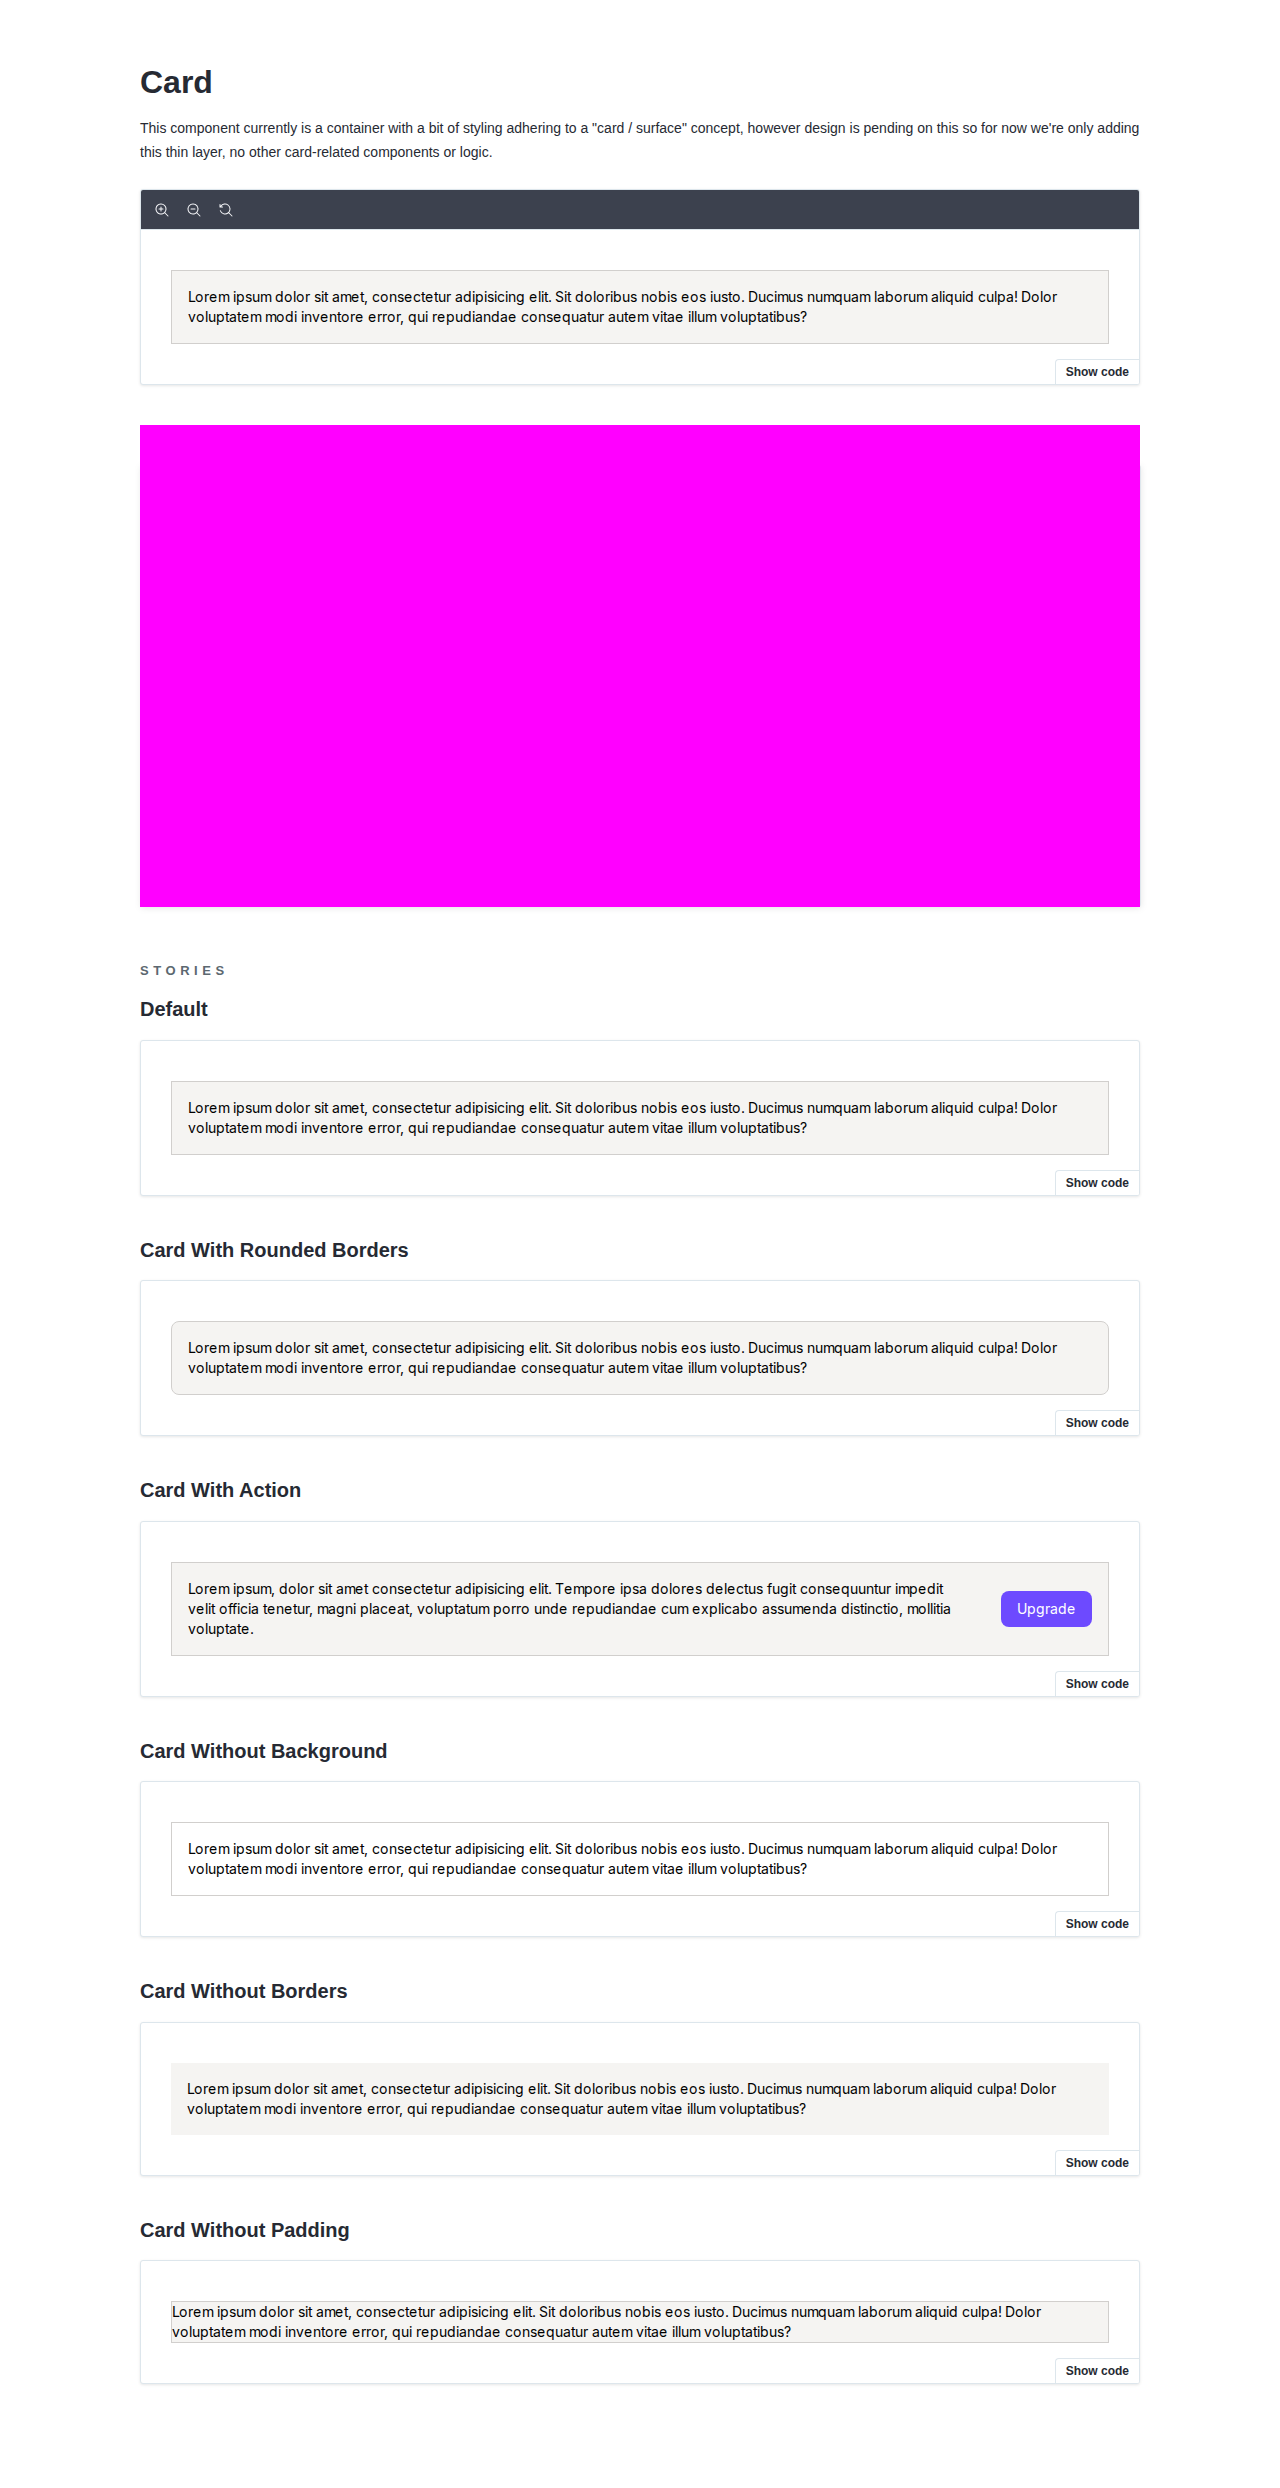 Card
This component currently is a container with a bit of styling adhering to a "card / surface" concept, however design is pending on this so for now we're only adding
this thin layer, no other card-related components or logic.
Lorem ipsum dolor sit amet, consectetur adipisicing elit. Sit doloribus nobis eos iusto. Ducimus numquam laborum aliquid culpa! Dolor
voluptatem modi inventore error, qui repudiandae consequatur autem vitae illum voluptatibus?
Show code
STORIES
Default
Lorem ipsum dolor sit amet, consectetur adipisicing elit. Sit doloribus nobis eos iusto. Ducimus numquam laborum aliquid culpa! Dolor
voluptatem modi inventore error, qui repudiandae consequatur autem vitae illum voluptatibus?
Show code
Card With Rounded Borders
Lorem ipsum dolor sit amet, consectetur adipisicing elit. Sit doloribus nobis eos iusto. Ducimus numquam laborum aliquid culpa! Dolor
voluptatem modi inventore error, qui repudiandae consequatur autem vitae illum voluptatibus?
Show code
Card With Action
Lorem ipsum, dolor sit amet consectetur adipisicing elit. Tempore ipsa dolores delectus fugit consequuntur impedit
velit officia tenetur, magni placeat, voluptatum porro unde repudiandae cum explicabo assumenda distinctio, mollitia
voluptate.
Upgrade
Show code
Card Without Background
Lorem ipsum dolor sit amet, consectetur adipisicing elit. Sit doloribus nobis eos iusto. Ducimus numquam laborum aliquid culpa! Dolor
voluptatem modi inventore error, qui repudiandae consequatur autem vitae illum voluptatibus?
Show code
Card Without Borders
Lorem ipsum dolor sit amet, consectetur adipisicing elit. Sit doloribus nobis eos iusto. Ducimus numquam laborum aliquid culpa! Dolor
voluptatem modi inventore error, qui repudiandae consequatur autem vitae illum voluptatibus?
Show code
Card Without Padding
Lorem ipsum dolor sit amet, consectetur adipisicing elit. Sit doloribus nobis eos iusto. Ducimus numquam laborum aliquid culpa! Dolor
voluptatem modi inventore error, qui repudiandae consequatur autem vitae illum voluptatibus?
Show code